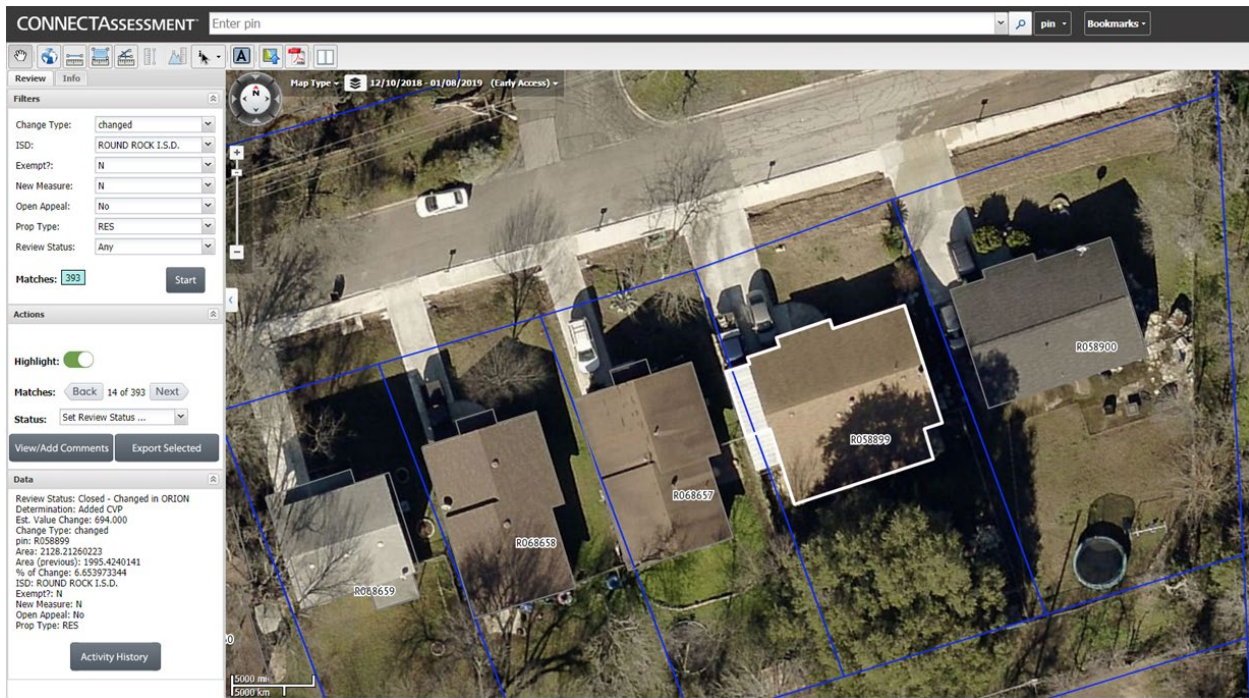 CONNECTASSESSMENT™ Enter pin pin Bookmarks
A
Review Info
Map Type 12/10/2018 - 01/08/2019 (Early Access)
Filters
N
Change Type: changed
ISD: ROUND ROCK I.S.D.
Exempt?: N
New Measure: N
Open Appeal: No
Prop Type: RES
Review Status: Any
Matches: 393 Start
Actions
Highlight:
Matches: Back 14 of 393 Next
Status: Set Review Status ...
View/Add Comments Export Selected
Data
Review Status: Closed - Changed in ORION
Determination: Added CVP
Est. Value Change: 694.000
Change Type: changed
pin: R058899
Area: 2128.21260223
Area (previous): 1995.4240141
% of Change: 6.653973344
ISD: ROUND ROCK I.S.D.
Exempt?: N
New Measure: N
Open Appeal: No
Prop Type: RES
Activity History
R058900
R058899
R068657
R068658
R068659
5000 mi
5000 km